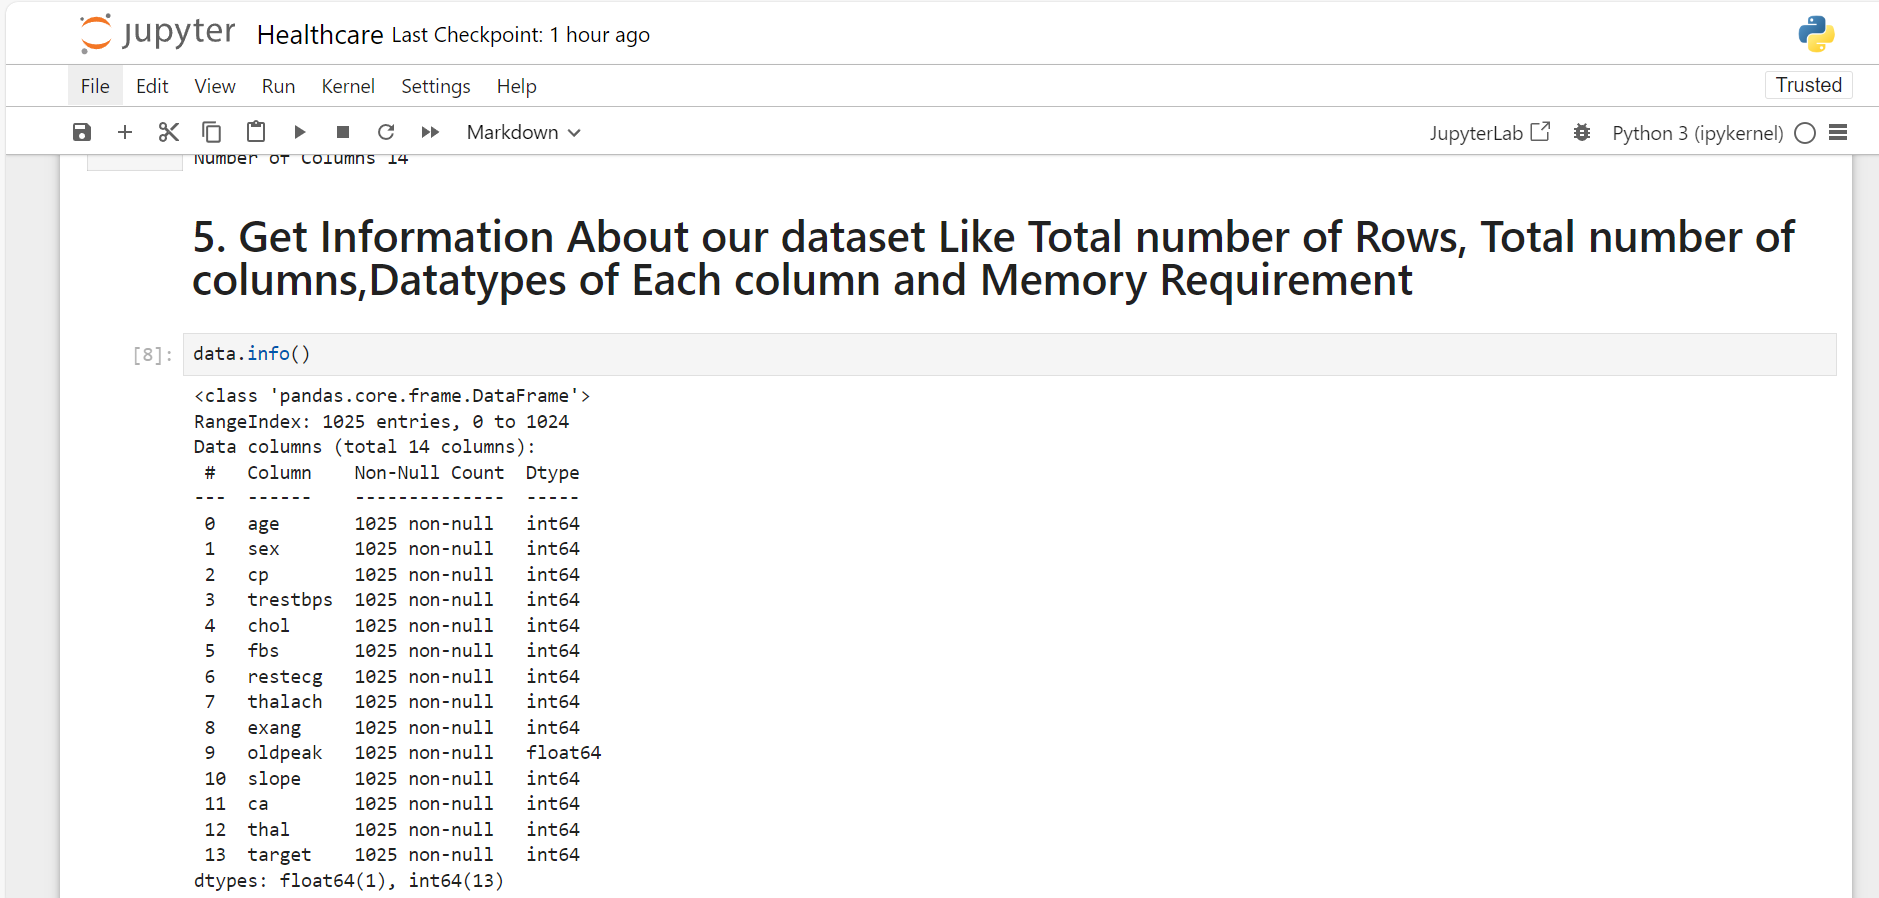 jupyter Healthcare Last Checkpoint: 1 hour ago
File Edit View Run Kernel Settings Help Trusted
Markdown JupyterLab Python 3 (ipykernel)
Number of Columns 14
5. Get Information About our dataset Like Total number of Rows, Total number of
columns,Datatypes of Each column and Memory Requirement
[8]: data.info()
<class 'pandas.core.frame.DataFrame'>
RangeIndex: 1025 entries, 0 to 1024
Data columns (total 14 columns):
 #   Column    Non-Null Count  Dtype
---  ------    --------------  -----
 0   age       1025 non-null   int64
 1   sex       1025 non-null   int64
 2   cp        1025 non-null   int64
 3   trestbps  1025 non-null   int64
 4   chol      1025 non-null   int64
 5   fbs       1025 non-null   int64
 6   restecg   1025 non-null   int64
 7   thalach   1025 non-null   int64
 8   exang     1025 non-null   int64
 9   oldpeak   1025 non-null   float64
 10  slope     1025 non-null   int64
 11  ca        1025 non-null   int64
 12  thal      1025 non-null   int64
 13  target    1025 non-null   int64
dtypes: float64(1), int64(13)